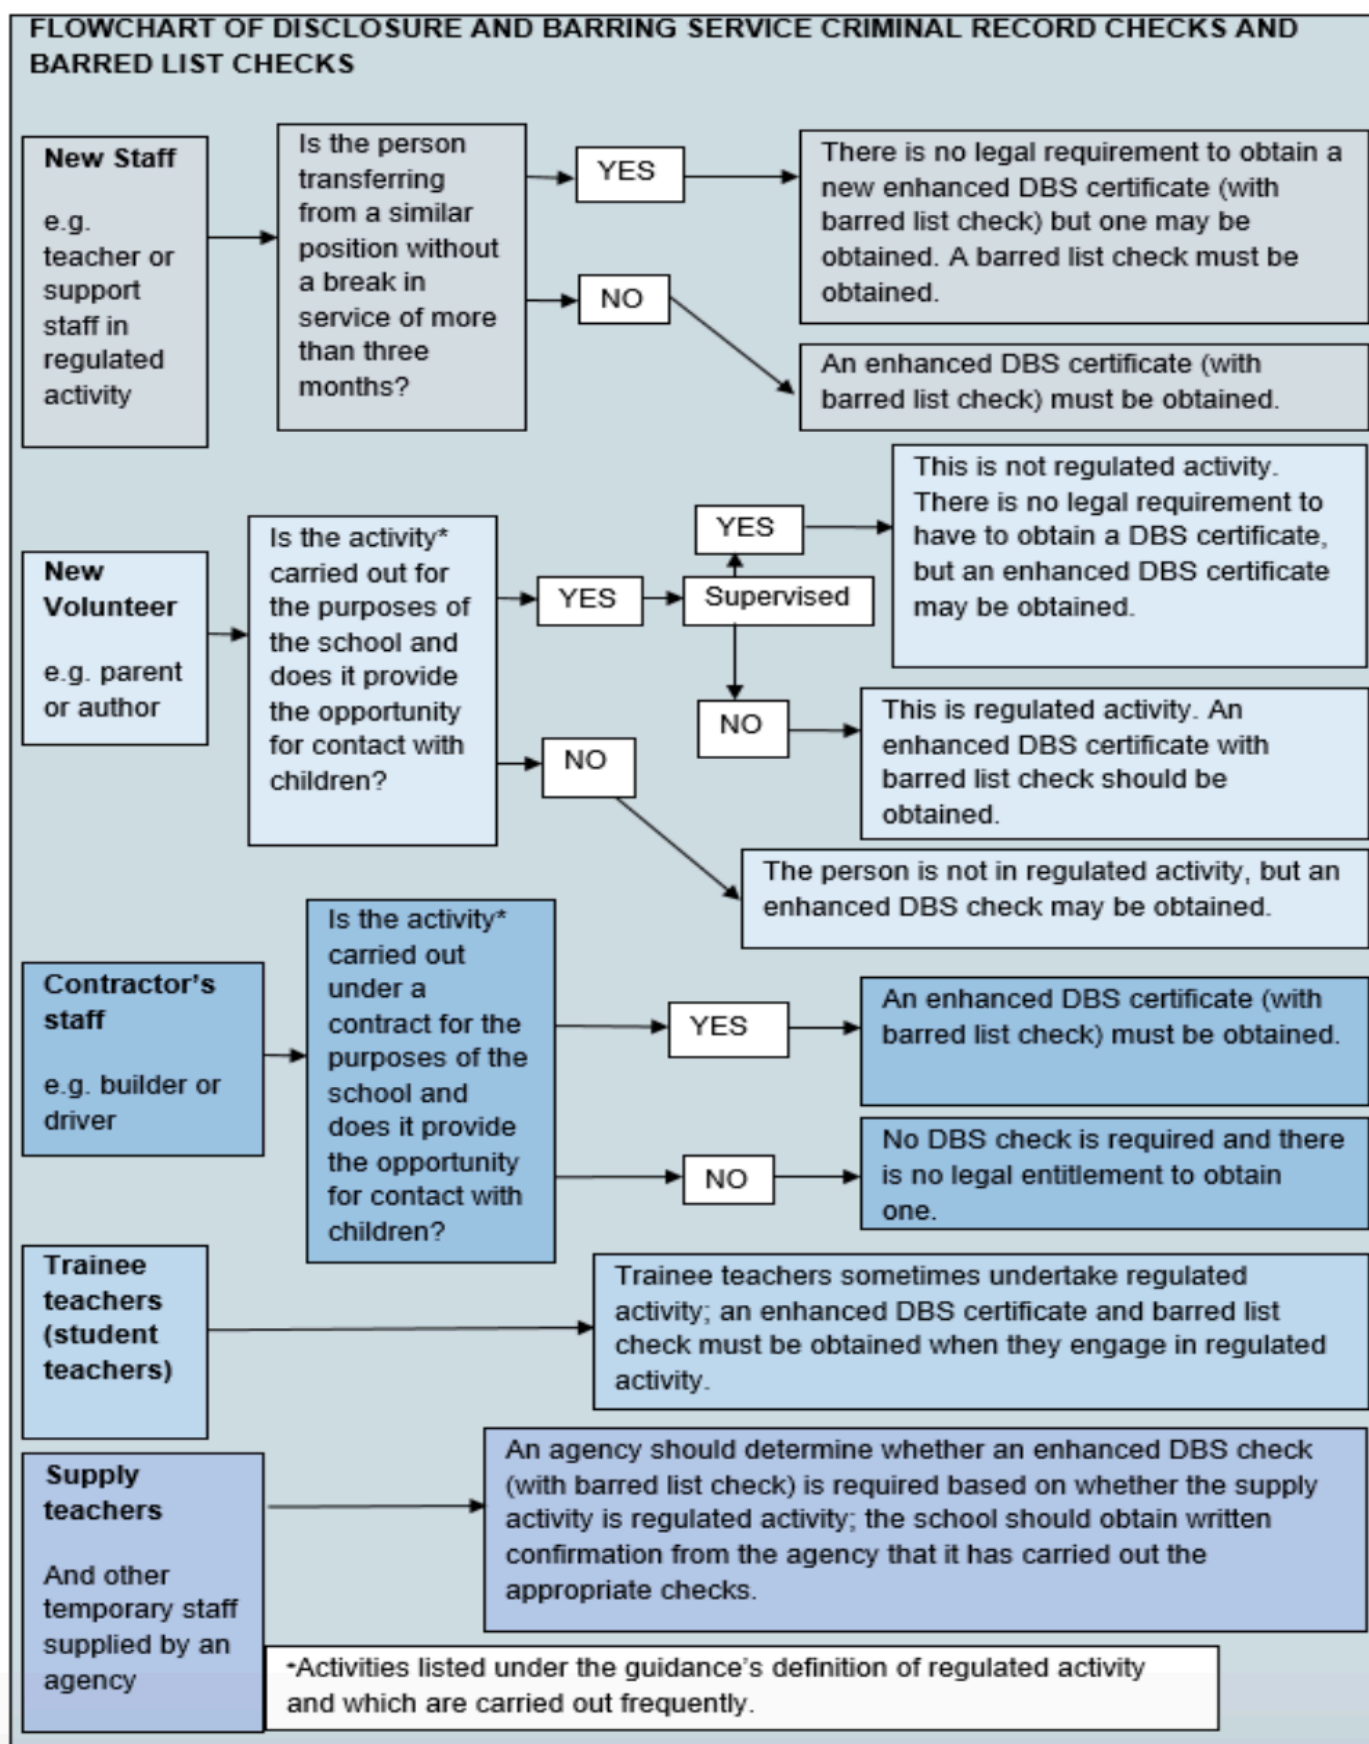 FLOWCHART OF DISCLOSURE AND BARRING SERVICE CRIMINAL RECORD CHECKS AND
BARRED LIST CHECKS
New Staff
e.g.
teacher or
support
staff in
regulated
activity
Is the person
transferring
from a similar
position without
a break in
service of more
than three
months?
YES
NO
There is no legal requirement to obtain a
new enhanced DBS certificate (with
barred list check) but one may be
obtained. A barred list check must be
obtained.
An enhanced DBS certificate (with
barred list check) must be obtained.
New
Volunteer
e.g. parent
or author
Is the activity*
carried out for
the purposes of
the school and
does it provide
the opportunity
for contact with
children?
YES
NO
Supervised
YES
NO
This is not regulated activity.
There is no legal requirement to
have to obtain a DBS certificate,
but an enhanced DBS certificate
may be obtained.
This is regulated activity. An
enhanced DBS certificate with
barred list check should be
obtained.
The person is not in regulated activity, but an
enhanced DBS check may be obtained.
Contractor's
staff
e.g. builder or
driver
Is the activity*
carried out
under a
contract for the
purposes of the
school and
does it provide
the opportunity
for contact with
children?
YES
NO
An enhanced DBS certificate (with
barred list check) must be obtained.
No DBS check is required and there
is no legal entitlement to obtain
one.
Trainee
teachers
(student
teachers)
Trainee teachers sometimes undertake regulated
activity; an enhanced DBS certificate and barred list
check must be obtained when they engage in regulated
activity.
Supply
teachers
And other
temporary staff
supplied by an
agency
An agency should determine whether an enhanced DBS check
(with barred list check) is required based on whether the supply
activity is regulated activity; the school should obtain written
confirmation from the agency that it has carried out the
appropriate checks.
*Activities listed under the guidance's definition of regulated activity
and which are carried out frequently.